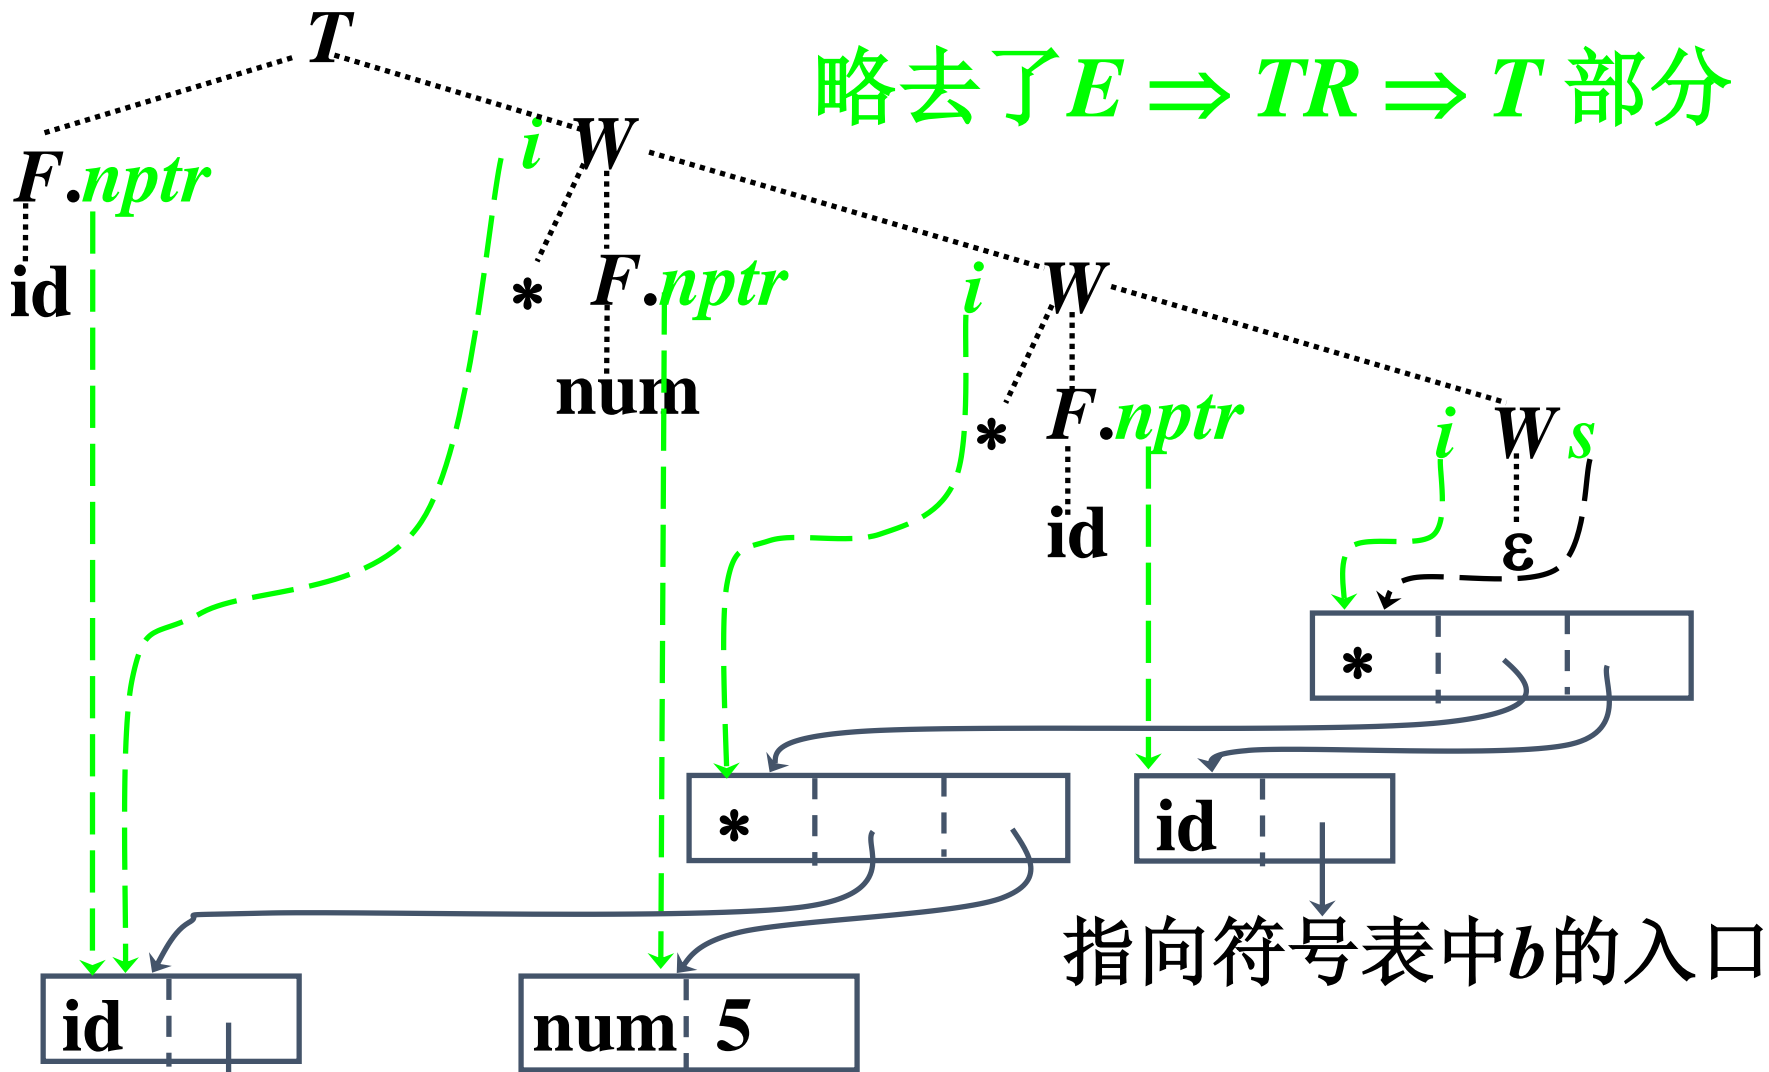 T
略去了E ⇒ TR ⇒ T 部分
i W
F.nptr
id
* F.nptr
i W
num
* F.nptr
i W s
id
ε
*
*
id
指向符号表中b的入口
id
num 5